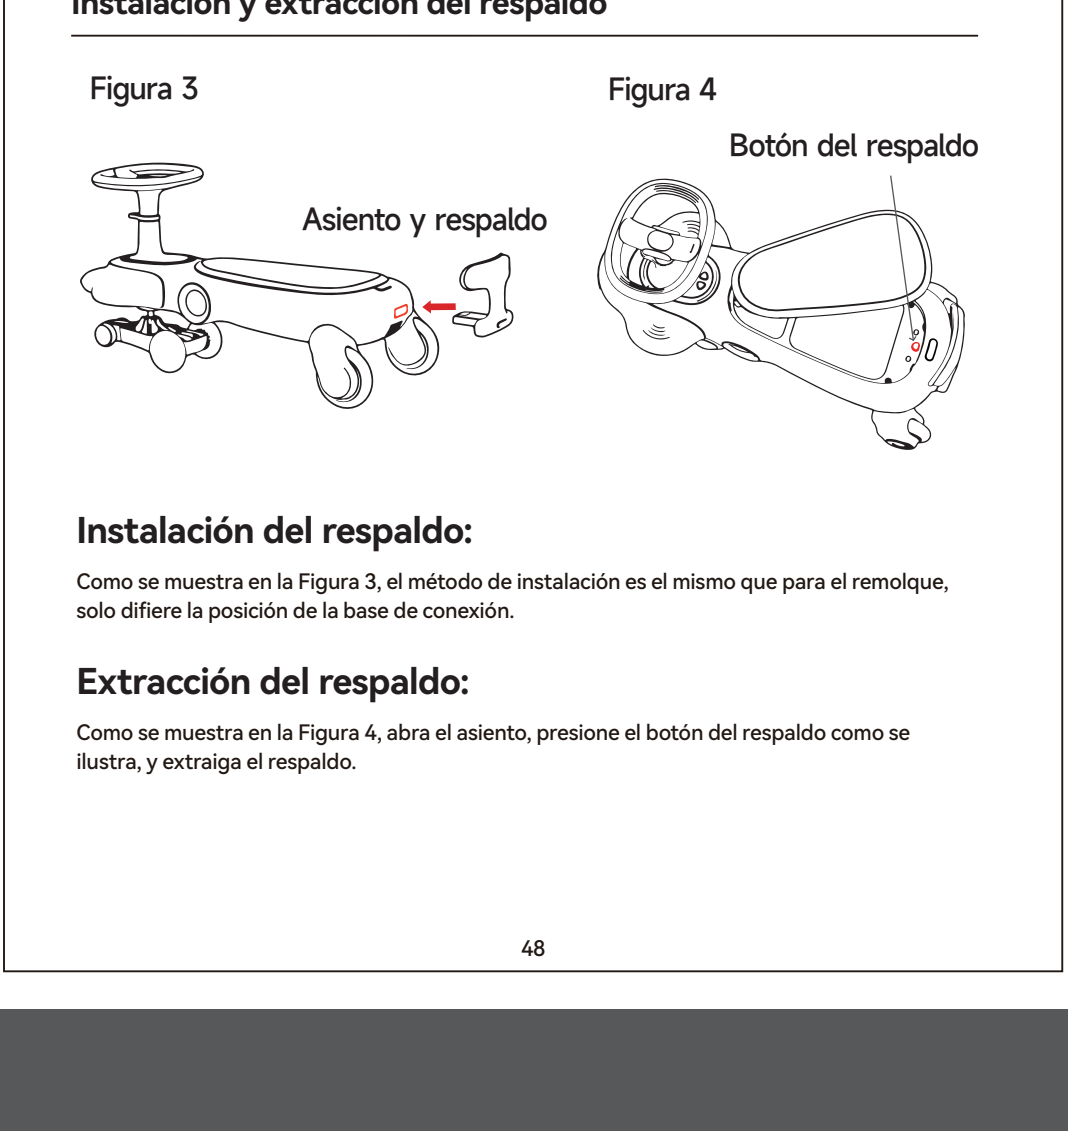 Instalación y extracción del respaldo
Figura 3
Figura 4
Botón del respaldo
Asiento y respaldo
Instalación del respaldo:
Como se muestra en la Figura 3, el método de instalación es el mismo que para el remolque,
solo difiere la posición de la base de conexión.
Extracción del respaldo:
Como se muestra en la Figura 4, abra el asiento, presione el botón del respaldo como se
ilustra, y extraiga el respaldo.
48